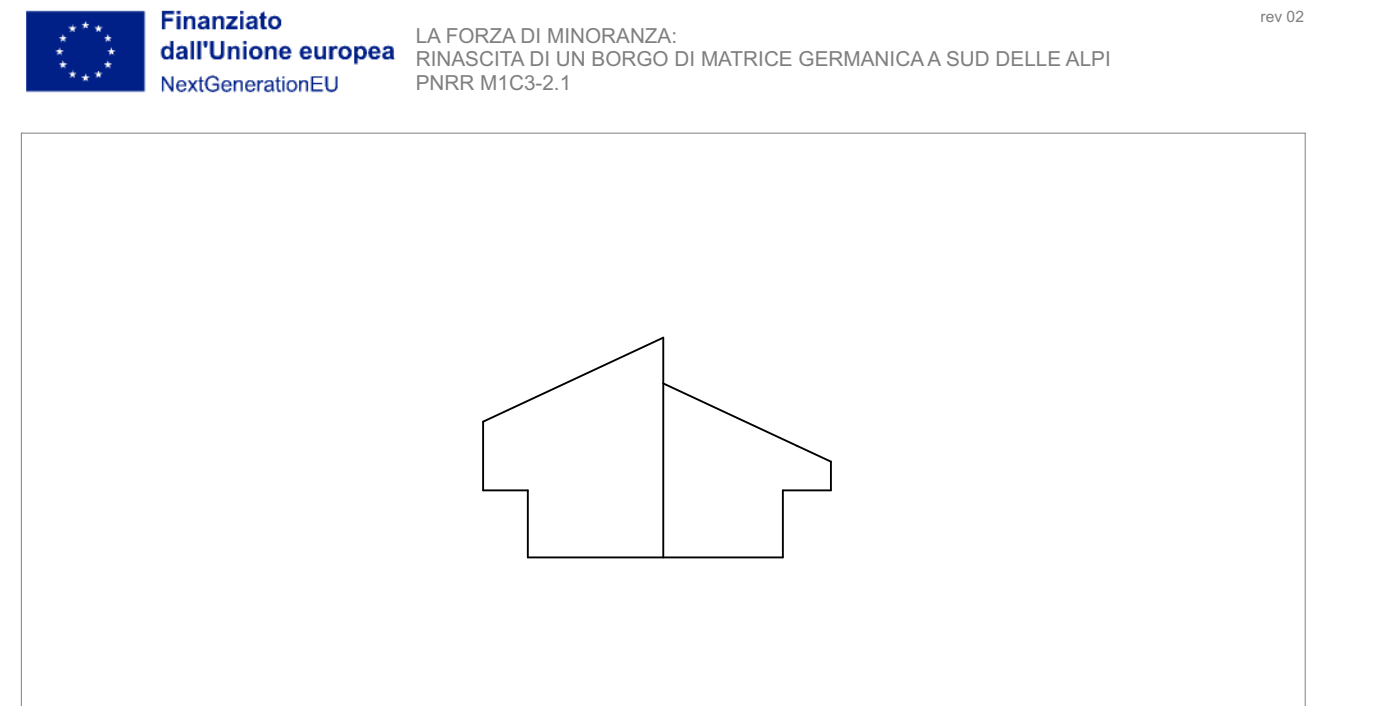 Finanziato
dall'Unione europea
NextGenerationEU
LA FORZA DI MINORANZA:
RINASCITA DI UN BORGO DI MATRICE GERMANICA A SUD DELLE ALPI
PNRR M1C3-2.1
rev 02